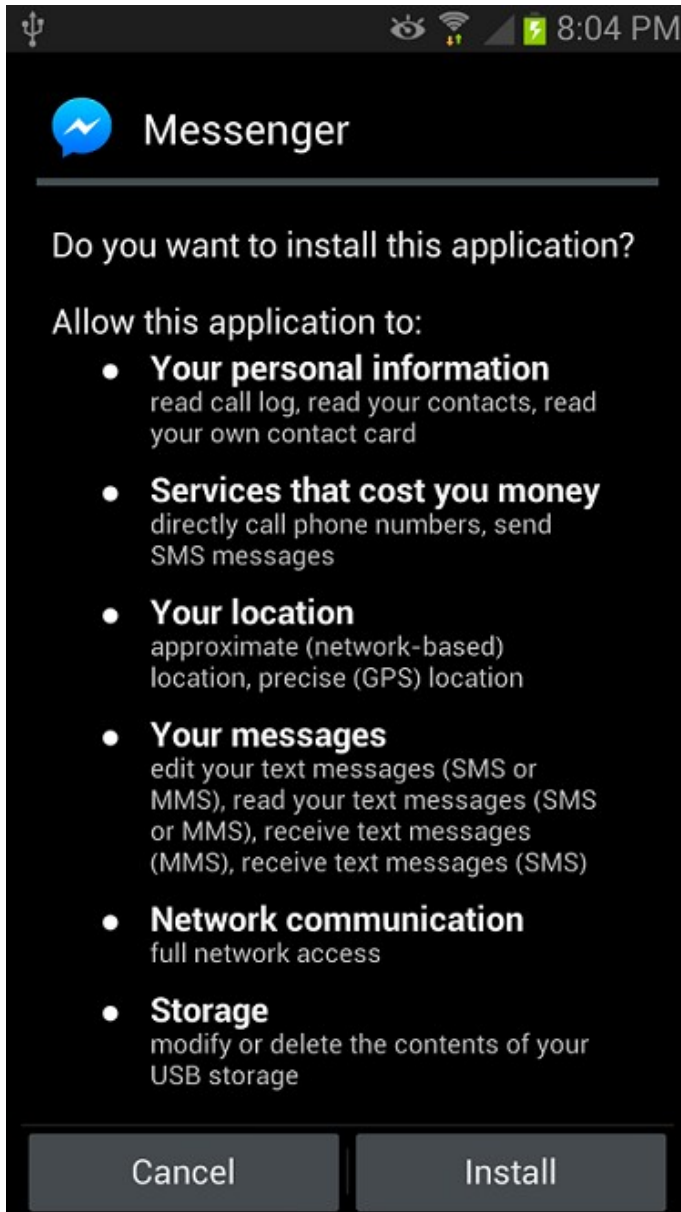 8:04 PM
Messenger
Do you want to install this application?
Allow this application to:
Your personal information
read call log, read your contacts, read
your own contact card
Services that cost you money
directly call phone numbers, send
SMS messages
Your location
approximate (network-based)
location, precise (GPS) location
Your messages
edit your text messages (SMS or
MMS), read your text messages (SMS
or MMS), receive text messages
(MMS), receive text messages (SMS)
Network communication
full network access
Storage
modify or delete the contents of your
USB storage
Cancel
Install